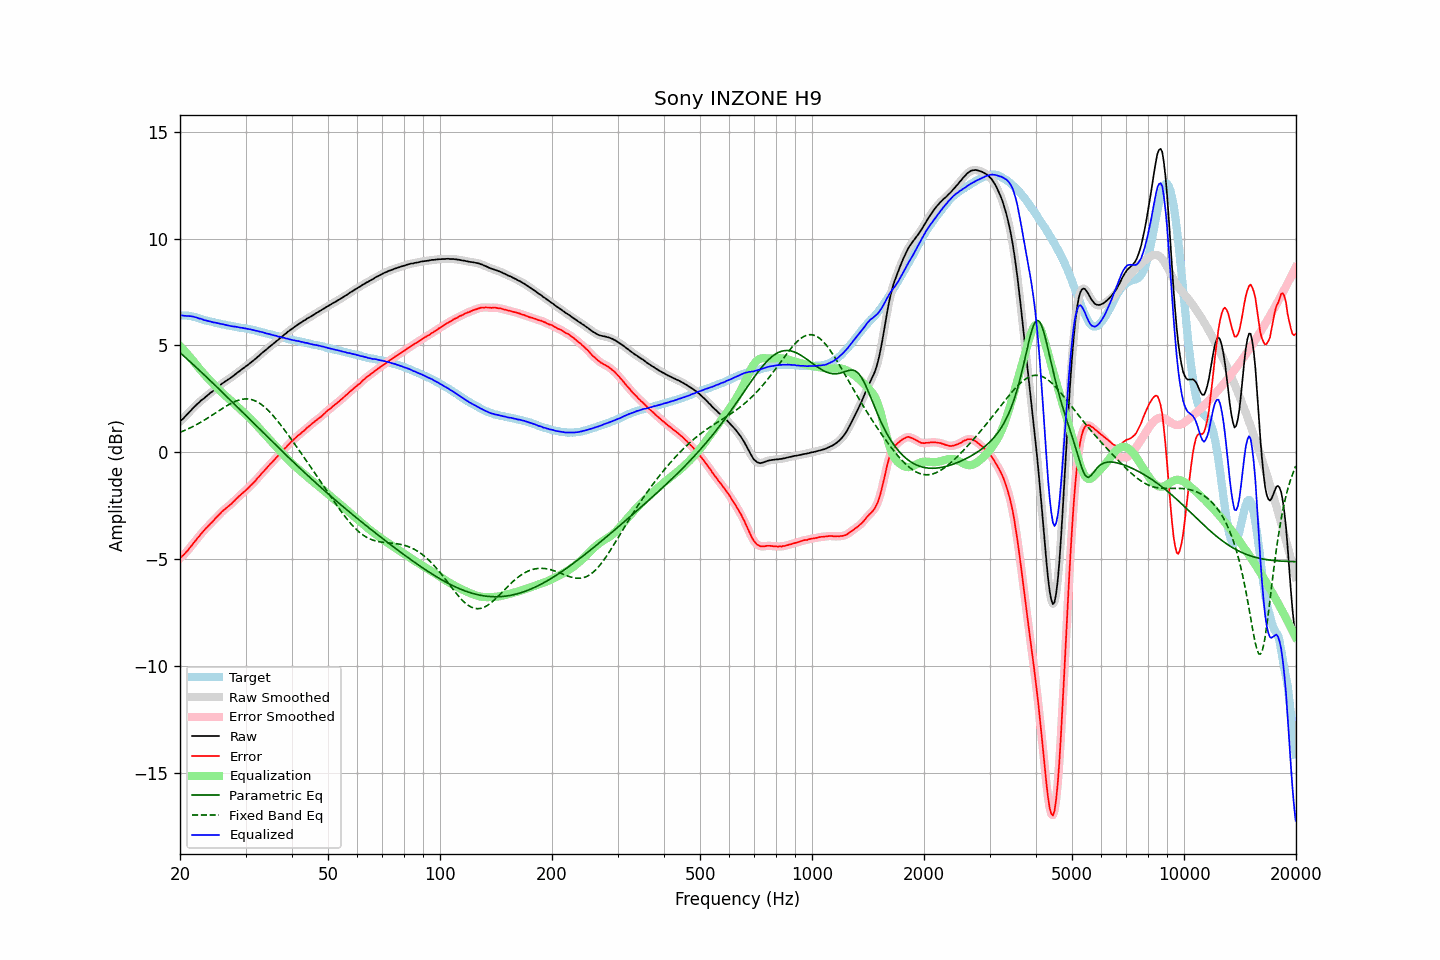 Sony INZONE H9
15
10
5
0
−5
−10
−15
Amplitude (dBr)
Target
Raw Smoothed
Error Smoothed
Raw
Error
Equalization
Parametric Eq
Fixed Band Eq
Equalized
20 50 100 200 500 1000 2000 5000 10000 20000
Frequency (Hz)